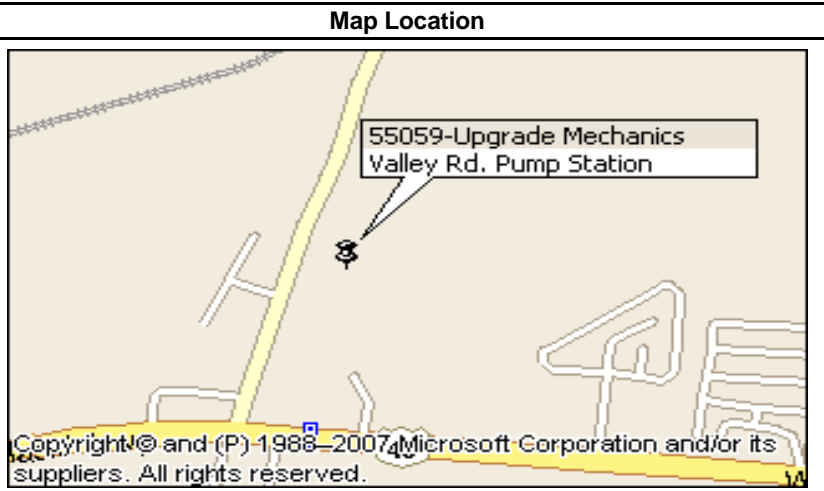 Map Location
55059-Upgrade Mechanics
Valley Rd. Pump Station
40
Copyright © and (P) 1988–2007 Microsoft Corporation and/or its
suppliers. All rights reserved.